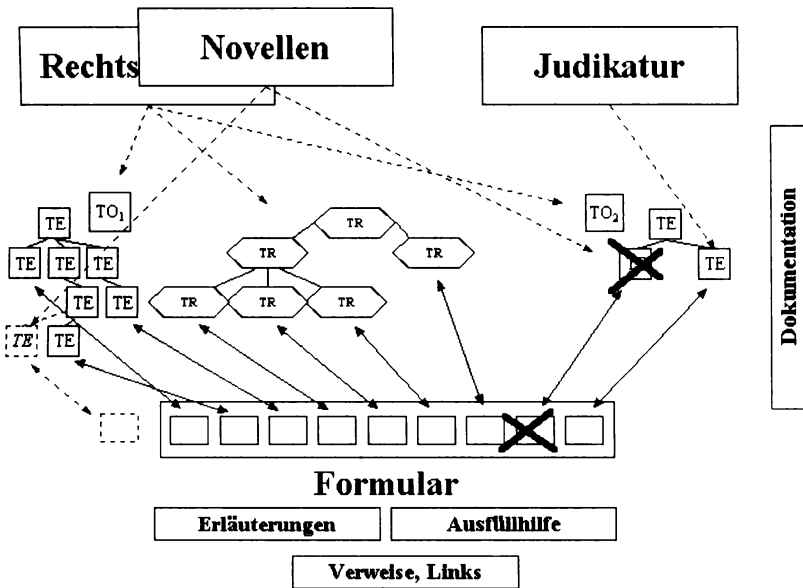 Novellen
Rechts
Judikatur
Dokumentation
TO₁
TO₂
TE
TE
TR
TR
TR
TE TE TE
TE
TE TE
TR TR TR
TE TE
Formular
Erläuterungen
Ausfüllhilfe
Verweise, Links